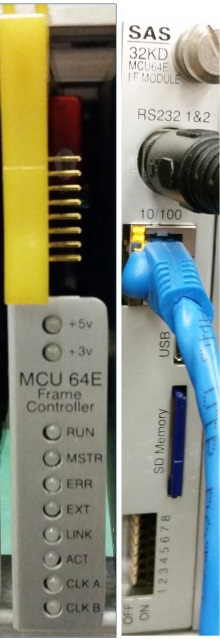 +5v
+3v
MCU 64E
Frame
Controller
RUN
MSTR
ERR
EXT
LINK
ACT
CLK A
CLK B
SAS
32KD
MCU64E
I/F MODULE
RS232 1&2
10/100
USB
SD Memory
1 2 3 4 5 6 7 8
OFF
ON